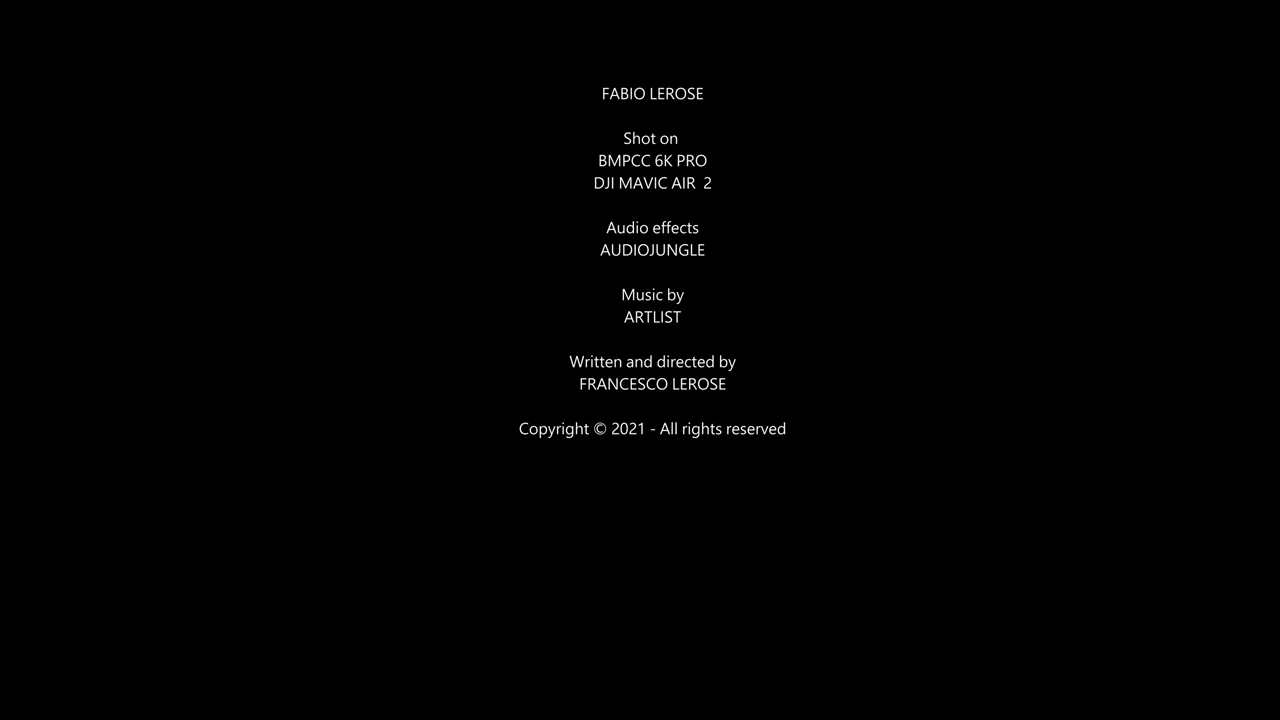 FABIO LEROSE
Shot on
BMPCC 6K PRO
DJI MAVIC AIR  2
Audio effects
AUDIOJUNGLE
Music by
ARTLIST
Written and directed by
FRANCESCO LEROSE
Copyright © 2021 - All rights reserved